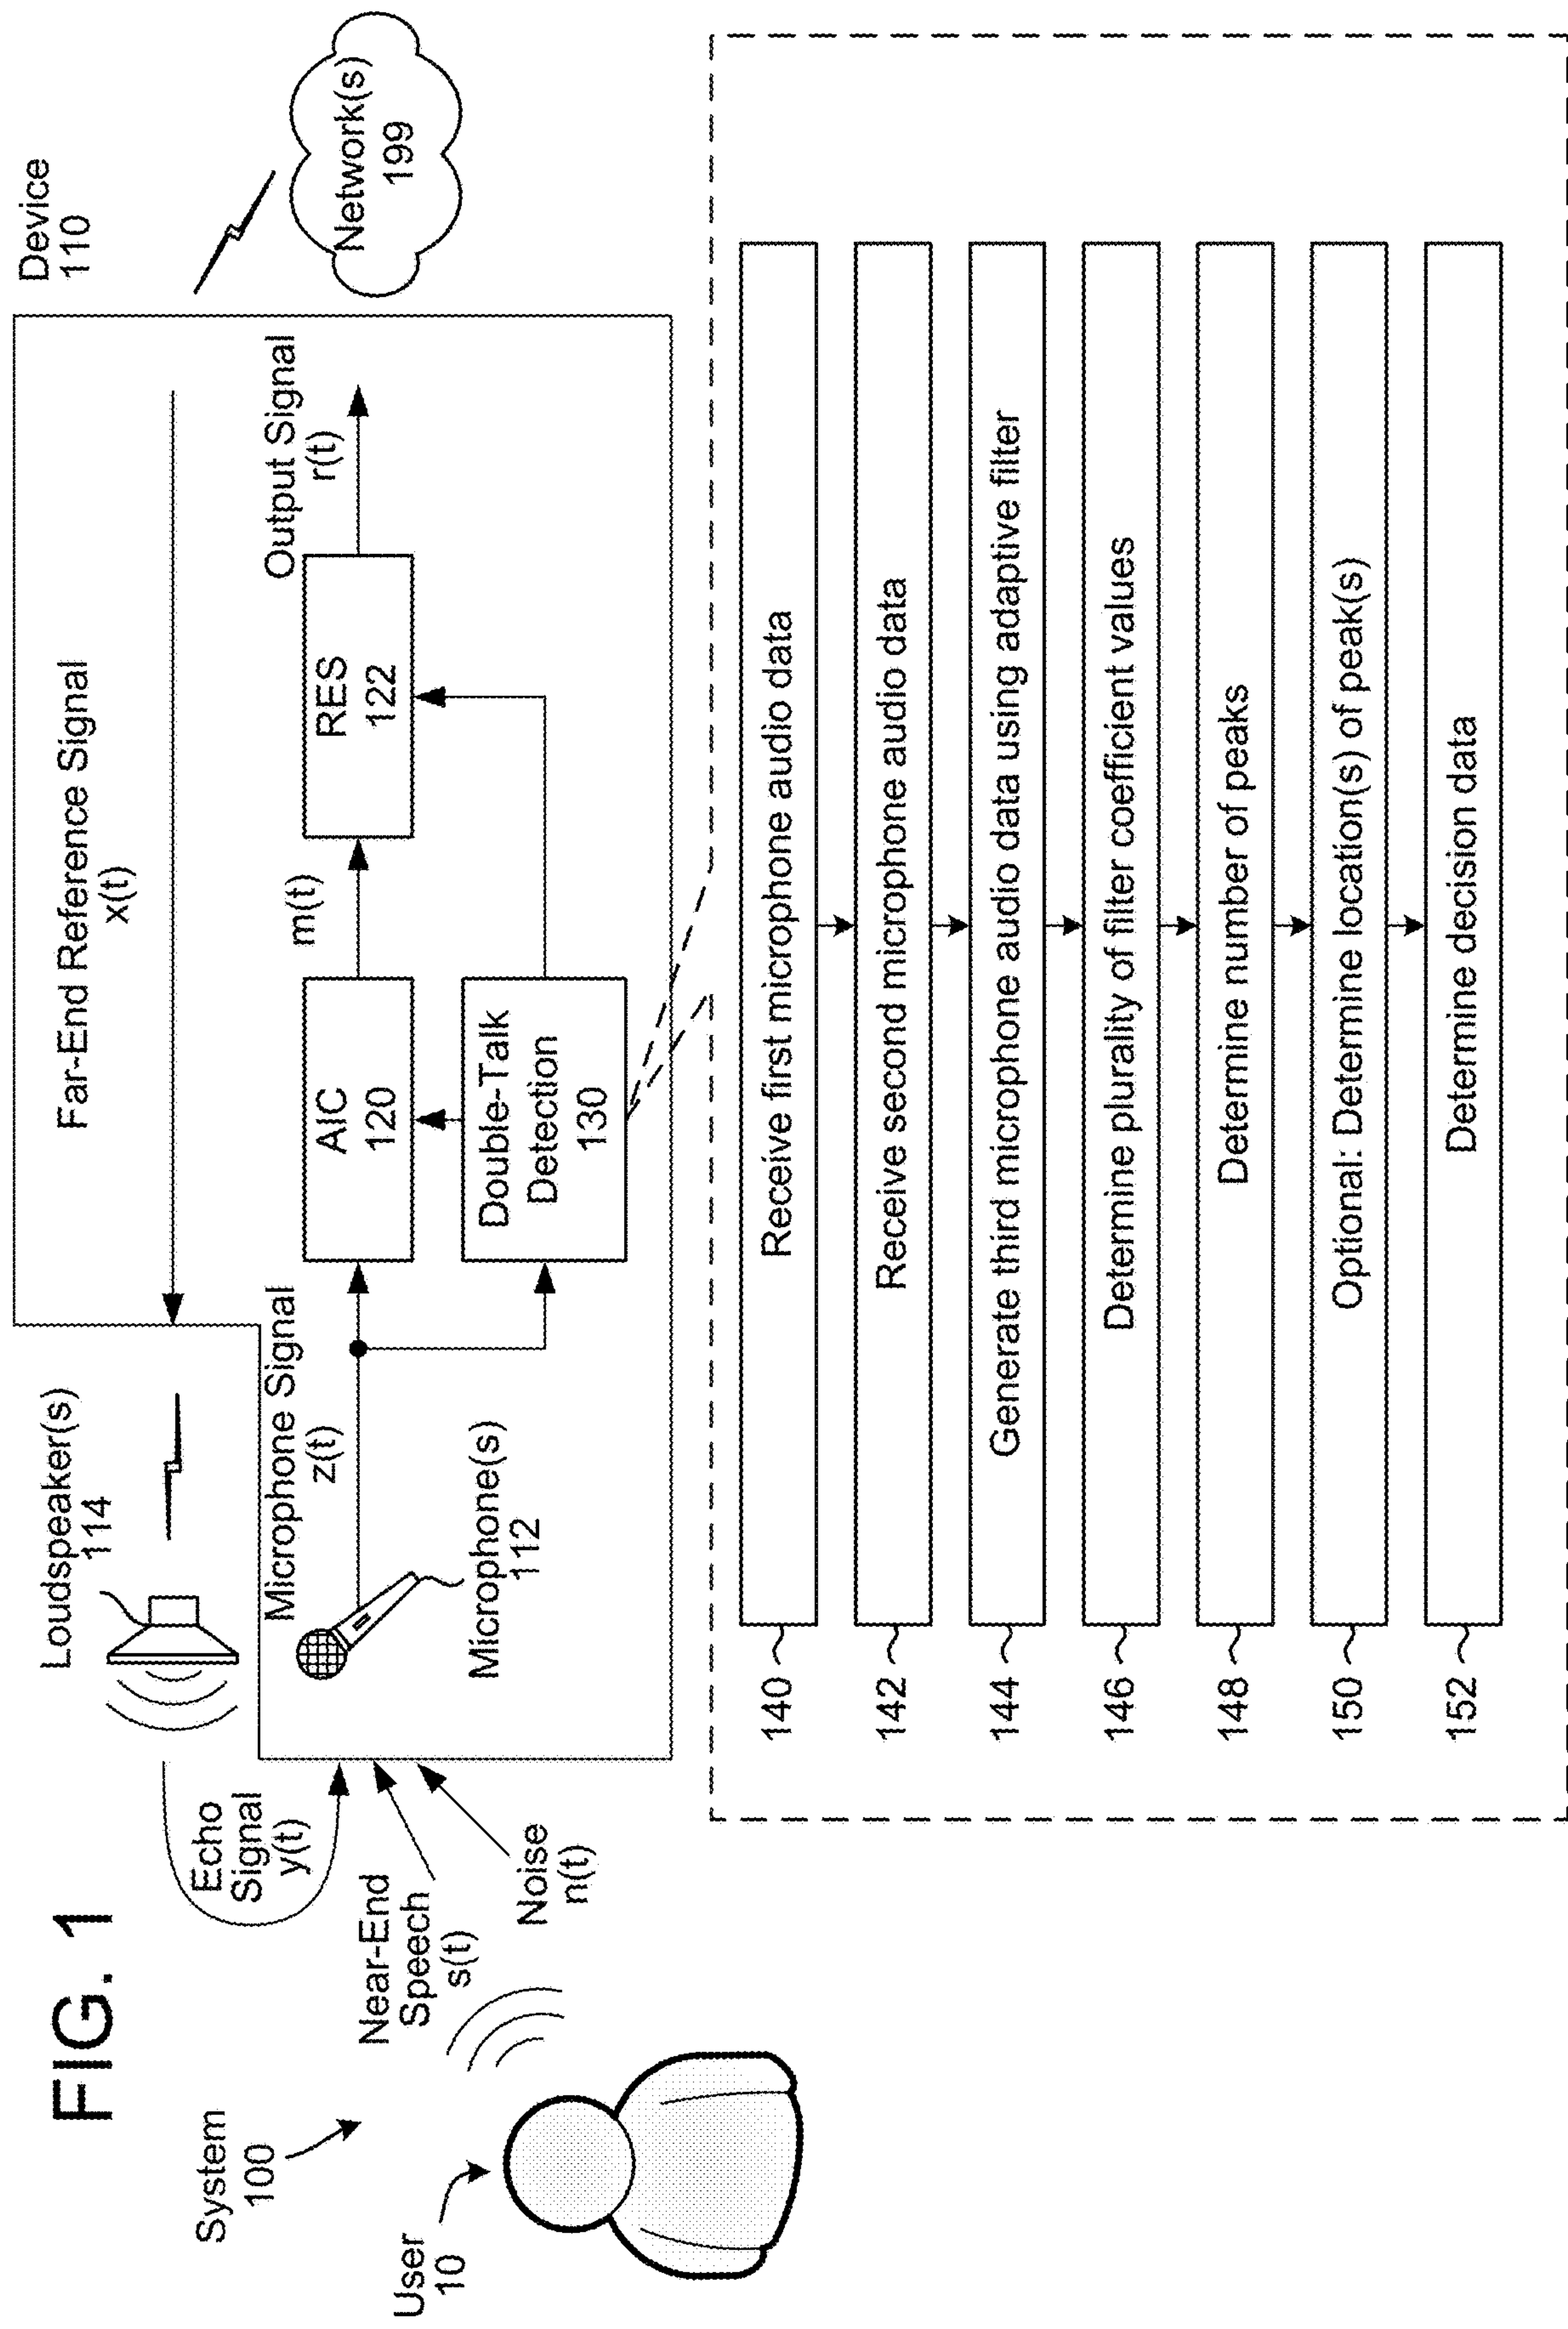 FIG. 1
System
100
User
10
Near-End
Speech
s(t)
Noise
n(t)
Echo
Signal
y(t)
Loudspeaker(s)
114
Far-End Reference Signal
x(t)
Device
110
Network(s)
199
Microphone Signal
z(t)
Microphone(s)
112
AIC
120
m(t)
RES
122
Output Signal
r(t)
Double-Talk
Detection
130
140
Receive first microphone audio data
142
Receive second microphone audio data
144
Generate third microphone audio data using adaptive filter
146
Determine plurality of filter coefficient values
148
Determine number of peaks
150
Optional: Determine location(s) of peak(s)
152
Determine decision data